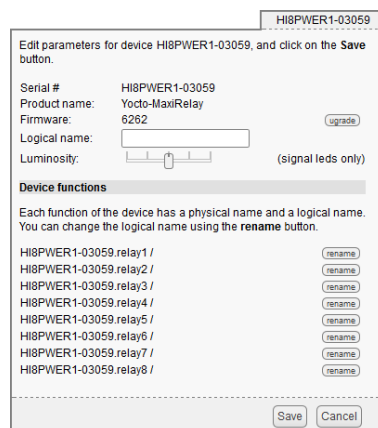 HI8PWER1-03059
Edit parameters for device HI8PWER1-03059, and click on the Save
button.
Serial # HI8PWER1-03059
Product name: Yocto-MaxiRelay
Firmware: 6262 ugrade
Logical name:
Luminosity: (signal leds only)
Device functions
Each function of the device has a physical name and a logical name.
You can change the logical name using the rename button.
HI8PWER1-03059.relay1 / rename
HI8PWER1-03059.relay2 / rename
HI8PWER1-03059.relay3 / rename
HI8PWER1-03059.relay4 / rename
HI8PWER1-03059.relay5 / rename
HI8PWER1-03059.relay6 / rename
HI8PWER1-03059.relay7 / rename
HI8PWER1-03059.relay8 / rename
Save Cancel